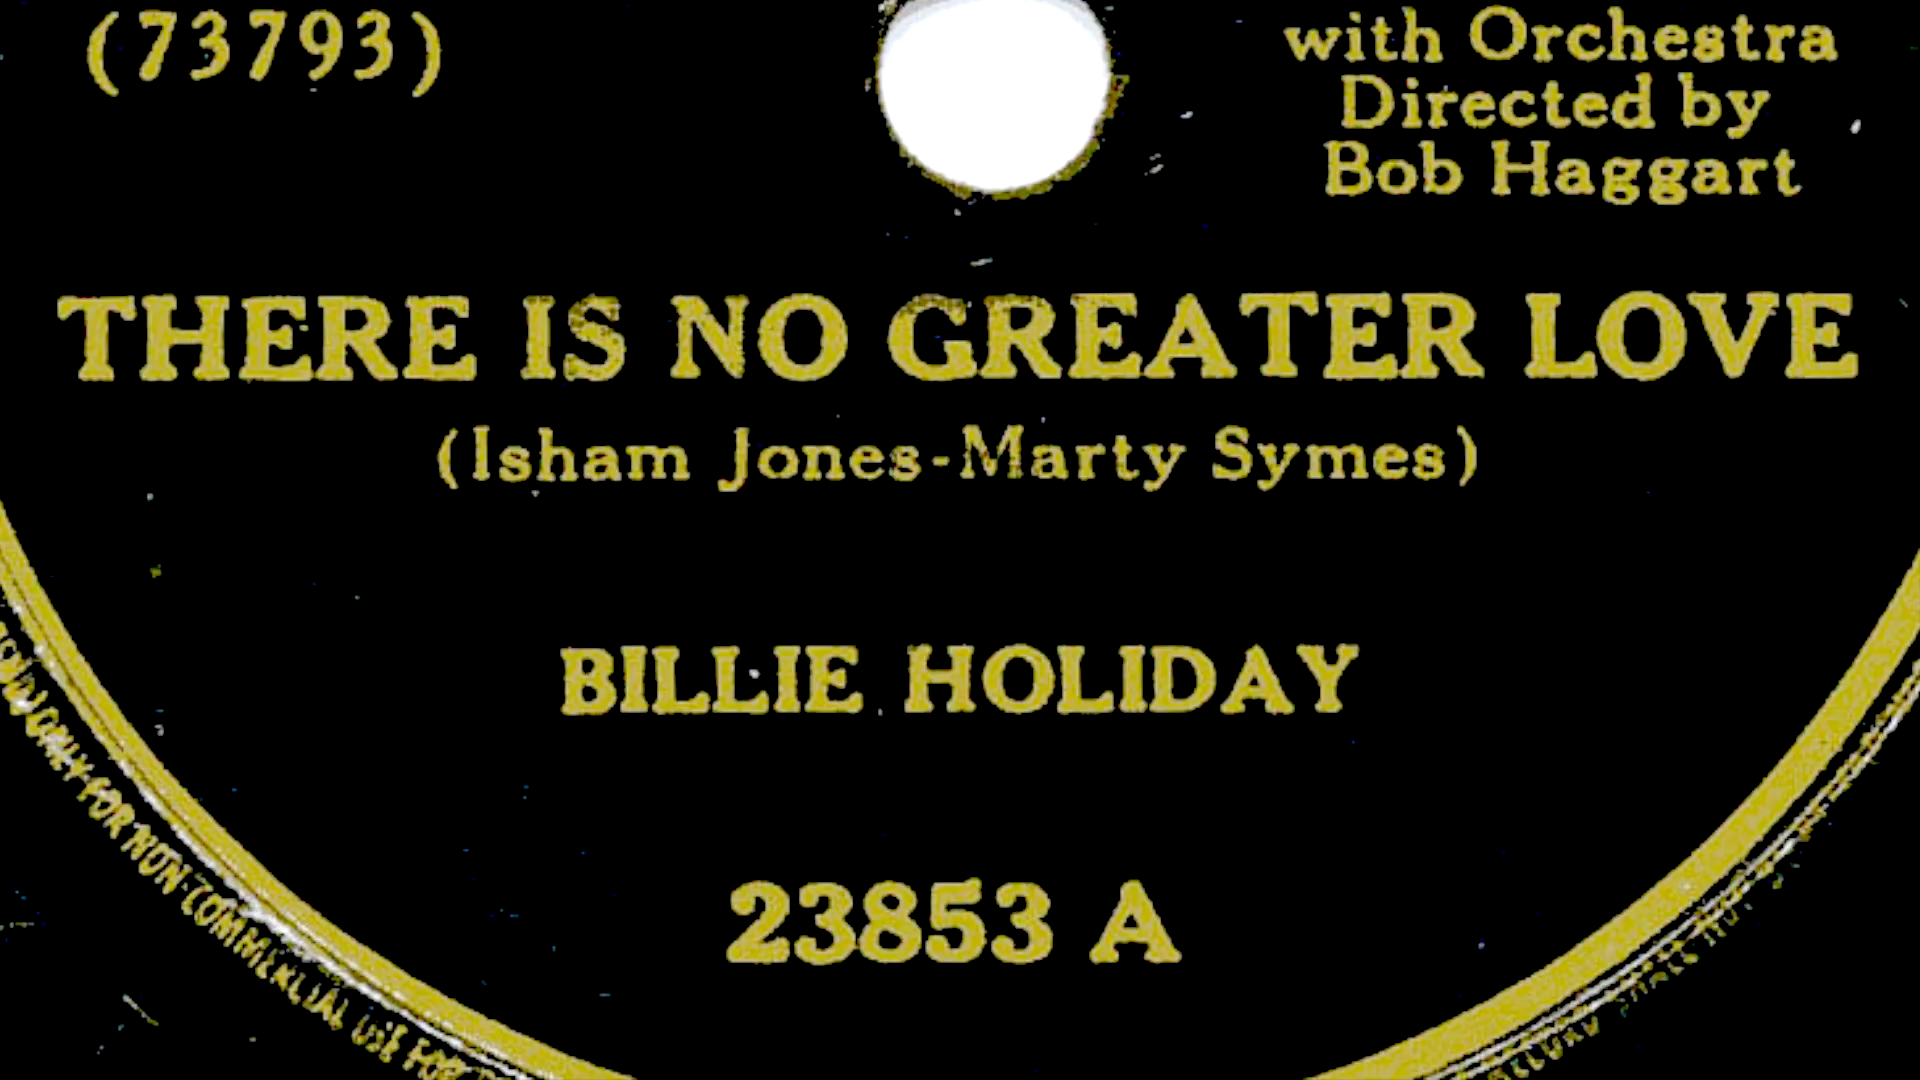 (73793)
with Orchestra
Directed by
Bob Haggart
THERE IS NO GREATER LOVE
(Isham Jones-Marty Symes)
BILLIE HOLIDAY
23853 A
ONLY FOR NON-COMMERCIAL USE